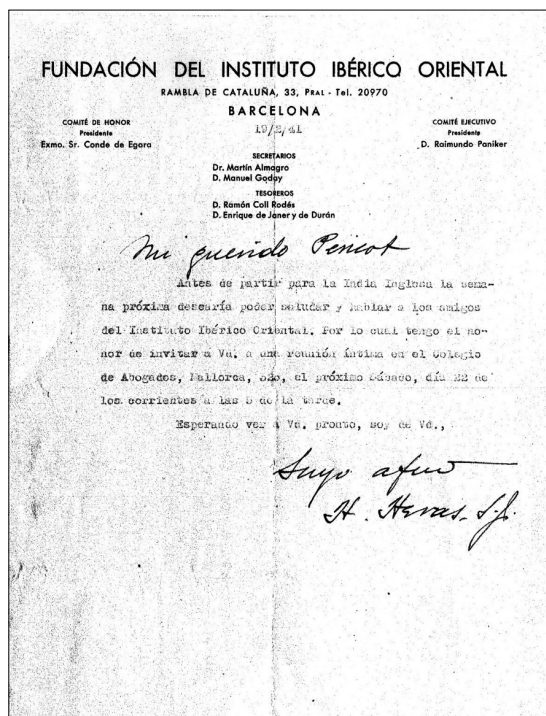 FUNDACIÓN DEL INSTITUTO IBÉRICO ORIENTAL
RAMBLA DE CATALUÑA, 33, PRAL - Tel. 20970
BARCELONA
19/2/41
COMITÉ DE HONOR
Presidente
Exmo. Sr. Conde de Egara
COMITÉ EJECUTIVO
Presidente
D. Raimundo Paniker
SECRETARIOS
Dr. Martín Almagro
D. Manuel Goday
TESOREROS
D. Ramón Coll Rodés
D. Enrique de Janer y de Durán
Mi querido Pericot
Antes de partir para la India Inglesa la sema-
na próxima desearía poder saludar y hablar a los amigos
del Instituto Ibérico Oriental. Por lo cual tengo el ho-
nor de invitar a Vd. a una reunión íntima en el Colegio
de Abogados, Mallorca, el próximo Sábado, día 22 de
los corrientes a las 5 de la tarde.
Esperando ver a Vd. pronto, soy de Vd.,
Suyo afmo
H. Heras. S.J.